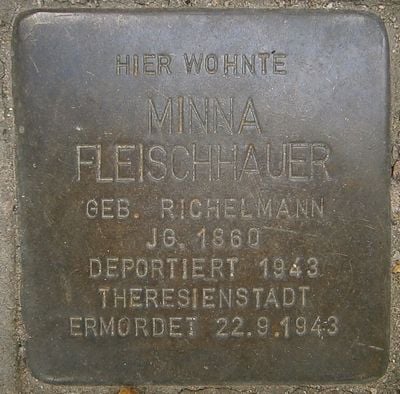 HIER WOHNTE
MINNA
FLEISCHHAUER
GEB. RICHELMANN
JG. 1860
DEPORTIERT 1943
THERESIENSTADT
ERMORDET 22.9.1943